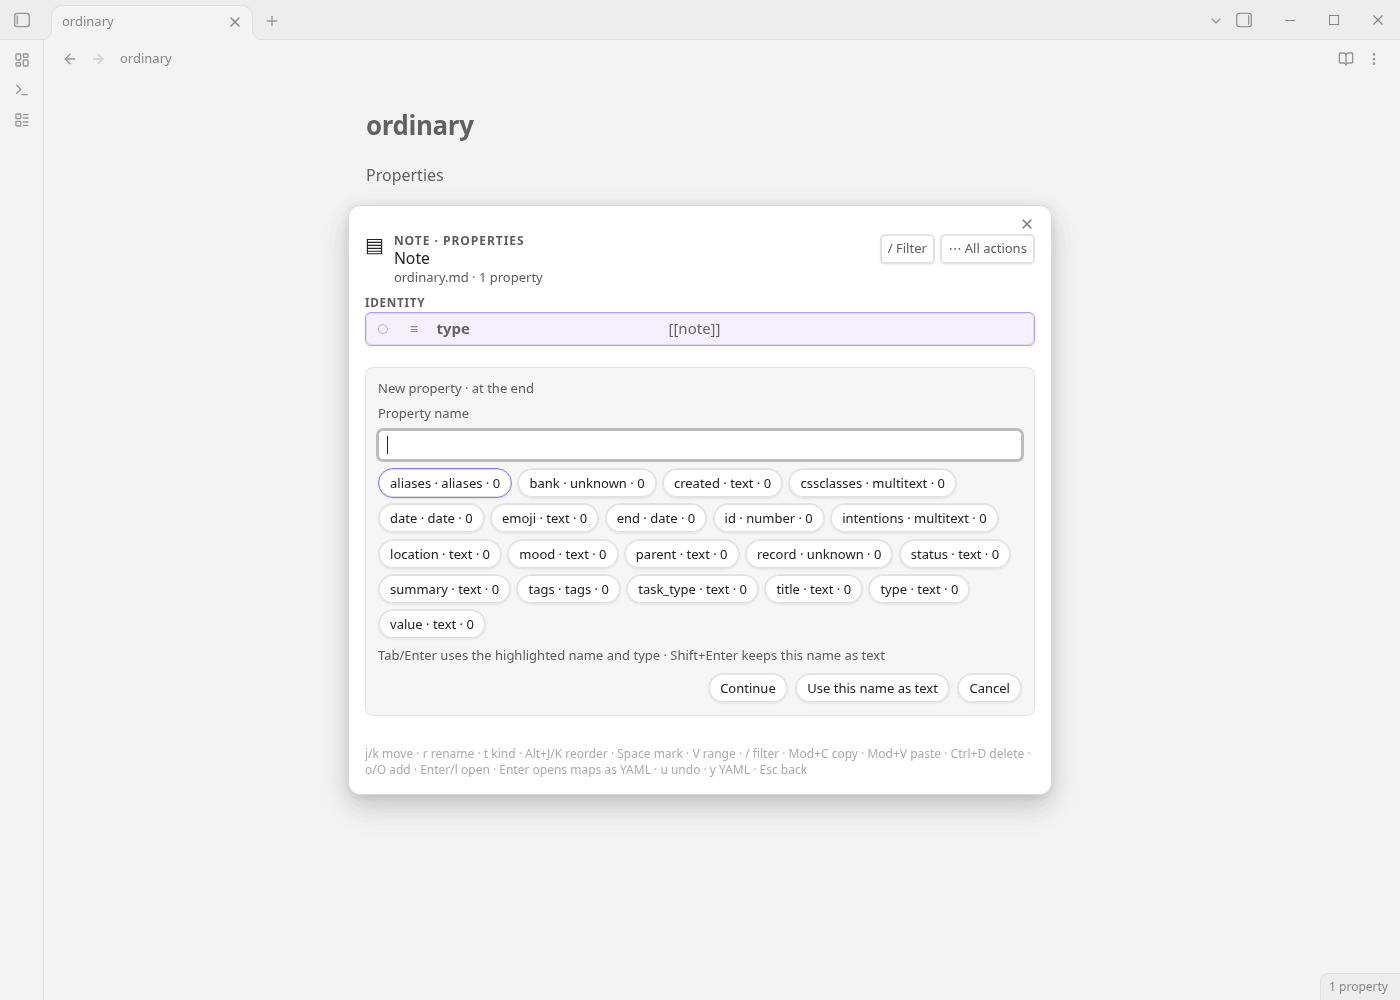 ordinary
ordinary
ordinary
Properties
NOTE · PROPERTIES
Note
ordinary.md · 1 property
/ Filter
··· All actions
IDENTITY
≡ type [[note]]
New property · at the end
Property name
aliases · aliases · 0
bank · unknown · 0
created · text · 0
cssclasses · multitext · 0
date · date · 0
emoji · text · 0
end · date · 0
id · number · 0
intentions · multitext · 0
location · text · 0
mood · text · 0
parent · text · 0
record · unknown · 0
status · text · 0
summary · text · 0
tags · tags · 0
task_type · text · 0
title · text · 0
type · text · 0
value · text · 0
Tab/Enter uses the highlighted name and type · Shift+Enter keeps this name as text
Continue
Use this name as text
Cancel
j/k move · r rename · t kind · Alt+J/K reorder · Space mark · V range · / filter · Mod+C copy · Mod+V paste · Ctrl+D delete ·
o/O add · Enter/l open · Enter opens maps as YAML · u undo · y YAML · Esc back
1 property